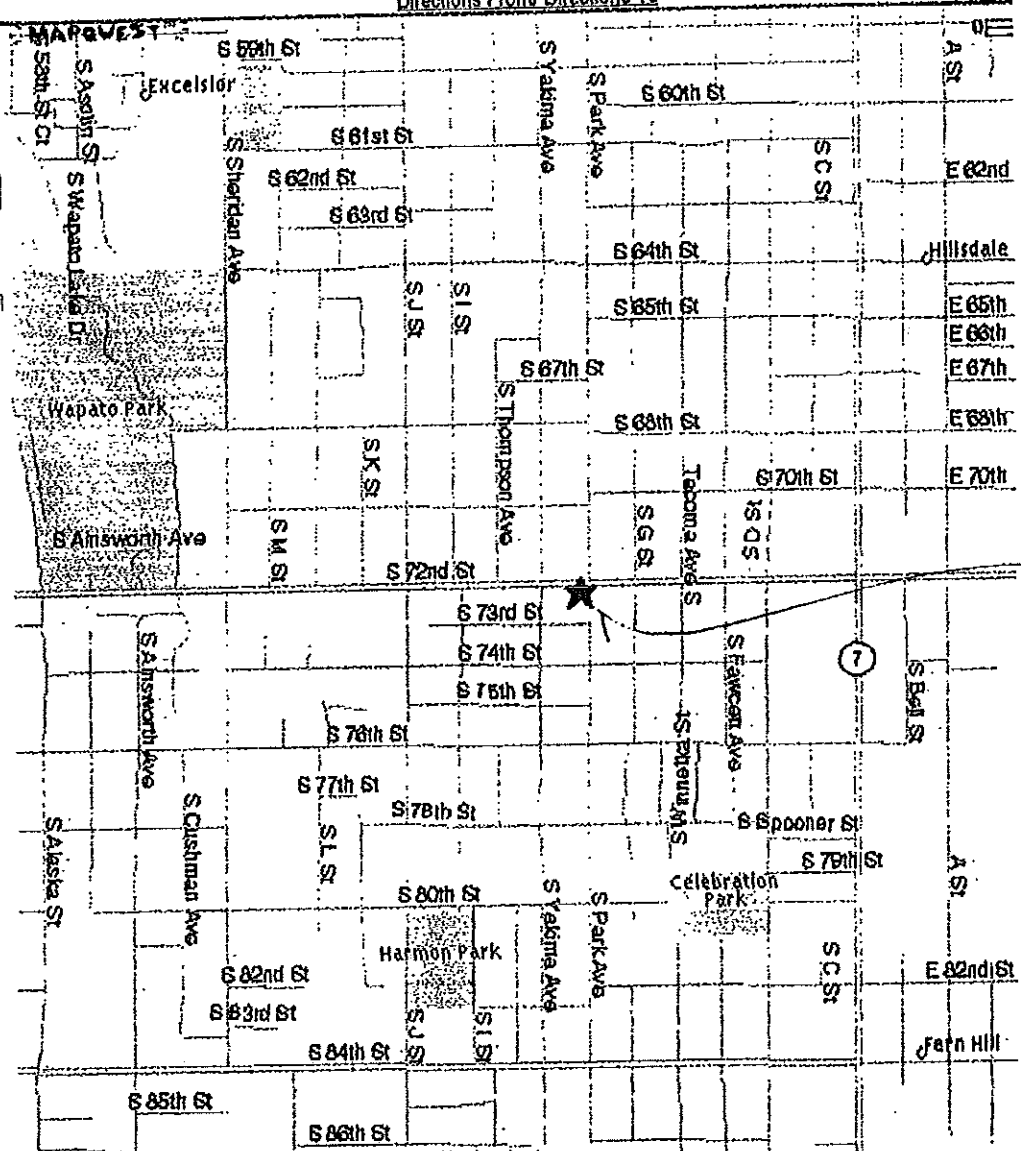 Directions From
MAPQUEST
S 59th St
S Yakima Ave
S Park Ave
A St
S Asotin St
Excelsior
S 60th St
S 61st St
S Sheridan Ave
S C St
E 62nd
S 62nd St
S Wapato Lake Dr
S 63rd St
S 64th St
Hillsdale
S J St
S I St
S 65th St
E 65th
E 66th
S 67th St
E 67th
Wapato Park
S Thompson Ave
S 68th St
E 68th
S K St
Tacoma Ave S
S 70th St
E 70th
S Ainsworth Ave
S M St
S G St
S 72nd St
S 73rd St
S 74th St
S Ainsworth Ave
S Fawcett Ave
7
S Bell St
S 75th St
S 76th St
S 77th St
S 78th St
S Spooner St
S Alaska St
S Cushman Ave
S L St
S 79th St
A St
S 80th St
S Yakima Ave
S Park Ave
Celebration
Park
Harmon Park
S C St
S 82nd St
E 82nd St
S 83rd St
S J St
S I St
S 84th St
Fern Hill
S 85th St
S 86th St